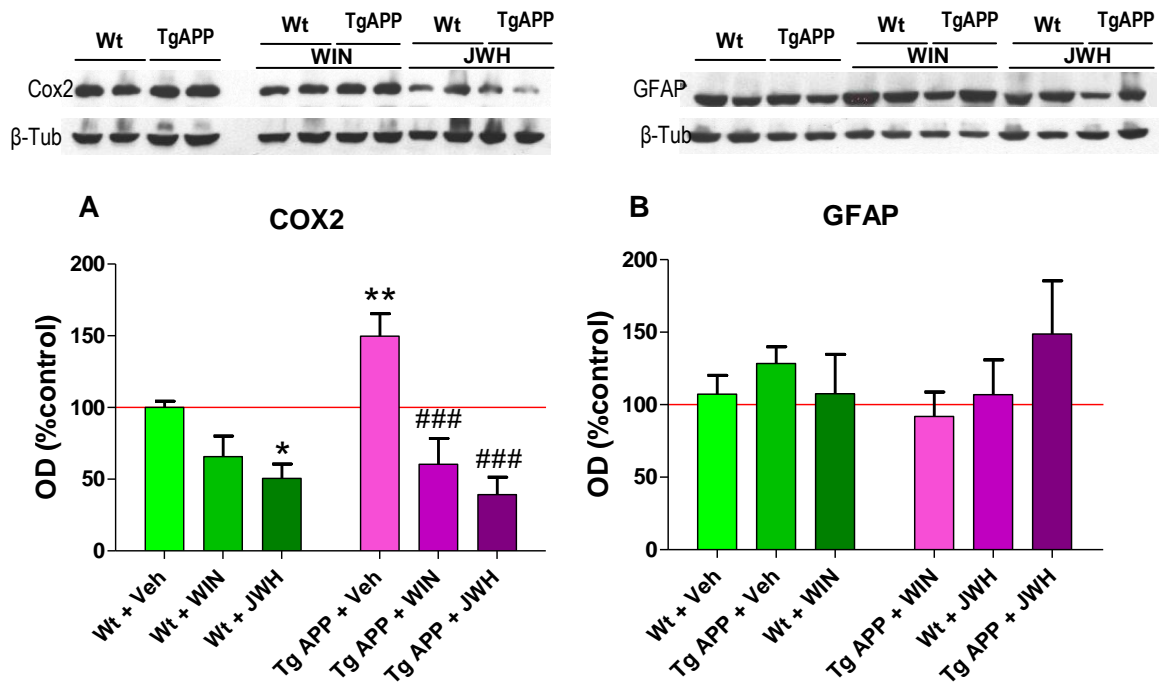 Wt TgAPP Wt TgAPP Wt TgAPP
WIN JWH
Cox2
β-Tub
Wt TgAPP Wt TgAPP Wt TgAPP
WIN JWH
GFAP
β-Tub
A
COX2
OD (%control)
200
150
100
50
0
**
*
###
###
Wt + Veh
Wt + WIN
Wt + JWH
Tg APP + Veh
Tg APP + WIN
Tg APP + JWH
B
GFAP
OD (%control)
200
150
100
50
0
Wt + Veh
Tg APP + Veh
Wt + WIN
Tg APP + WIN
Wt + JWH
Tg APP + JWH